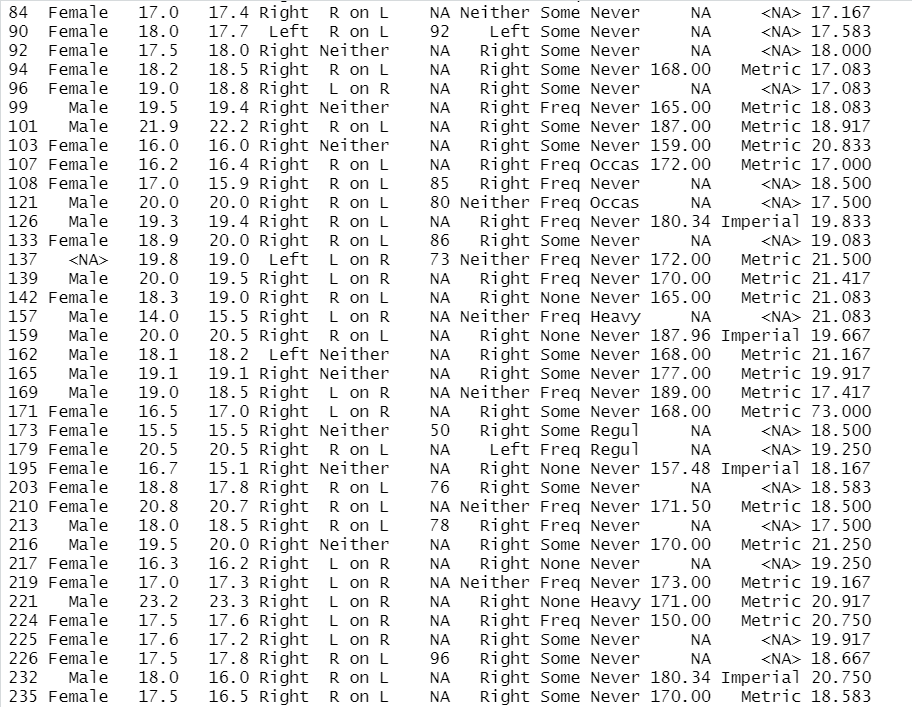 84 Female 17.0 17.4 Right R on L NA Neither Some Never NA <NA> 17.167
90 Female 18.0 17.7 Left R on L 92 Left Some Never NA <NA> 17.583
92 Female 17.5 18.0 Right Neither NA Right Some Never NA <NA> 18.000
94 Female 18.2 18.5 Right R on L NA Right Some Never 168.00 Metric 17.083
96 Female 19.0 18.8 Right L on R NA Right Some Never NA <NA> 17.083
99 Male 19.5 19.4 Right Neither NA Right Freq Never 165.00 Metric 18.083
101 Male 21.9 22.2 Right R on L NA Right Some Never 187.00 Metric 18.917
103 Female 16.0 16.0 Right Neither NA Right Some Never 159.00 Metric 20.833
107 Female 16.2 16.4 Right R on L NA Right Freq Occas 172.00 Metric 17.000
108 Female 17.0 15.9 Right R on L 85 Right Freq Never NA <NA> 18.500
121 Male 20.0 20.0 Right R on L 80 Neither Freq Occas NA <NA> 17.500
126 Male 19.3 19.4 Right R on L NA Right Freq Never 180.34 Imperial 19.833
133 Female 18.9 20.0 Right R on L 86 Right Some Never NA <NA> 19.083
137 <NA> 19.8 19.0 Left L on R 73 Neither Freq Never 172.00 Metric 21.500
139 Male 20.0 19.5 Right L on R NA Right Freq Never 170.00 Metric 21.417
142 Female 18.3 19.0 Right R on L NA Right None Never 165.00 Metric 21.083
157 Male 14.0 15.5 Right L on R NA Neither Freq Heavy NA <NA> 21.083
159 Male 20.0 20.5 Right R on L NA Right None Never 187.96 Imperial 19.667
162 Male 18.1 18.2 Left Neither NA Right Some Never 168.00 Metric 21.167
165 Male 19.1 19.1 Right Neither NA Right Some Never 177.00 Metric 19.917
169 Male 19.0 18.5 Right L on R NA Neither Freq Never 189.00 Metric 17.417
171 Female 16.5 17.0 Right L on R NA Right Some Never 168.00 Metric 73.000
173 Female 15.5 15.5 Right Neither 50 Right Some Regul NA <NA> 18.500
179 Female 20.5 20.5 Right R on L NA Left Freq Regul NA <NA> 19.250
195 Female 16.7 15.1 Right Neither NA Right None Never 157.48 Imperial 18.167
203 Female 18.8 17.8 Right R on L 76 Right Some Never NA <NA> 18.583
210 Female 20.8 20.7 Right R on L NA Neither Freq Never 171.50 Metric 18.500
213 Male 18.0 18.5 Right R on L 78 Right Freq Never NA <NA> 17.500
216 Male 19.5 20.0 Right Neither NA Right Some Never 170.00 Metric 21.250
217 Female 16.3 16.2 Right L on R NA Right None Never NA <NA> 19.250
219 Female 17.0 17.3 Right L on R NA Neither Freq Never 173.00 Metric 19.167
221 Male 23.2 23.3 Right L on R NA Right None Heavy 171.00 Metric 20.917
224 Female 17.5 17.6 Right L on R NA Right Freq Never 150.00 Metric 20.750
225 Female 17.6 17.2 Right L on R NA Right Some Never NA <NA> 19.917
226 Female 17.5 17.8 Right R on L 96 Right Some Never NA <NA> 18.667
232 Male 18.0 16.0 Right R on L NA Right Some Never 180.34 Imperial 20.750
235 Female 17.5 16.5 Right R on L NA Right Some Never 170.00 Metric 18.583